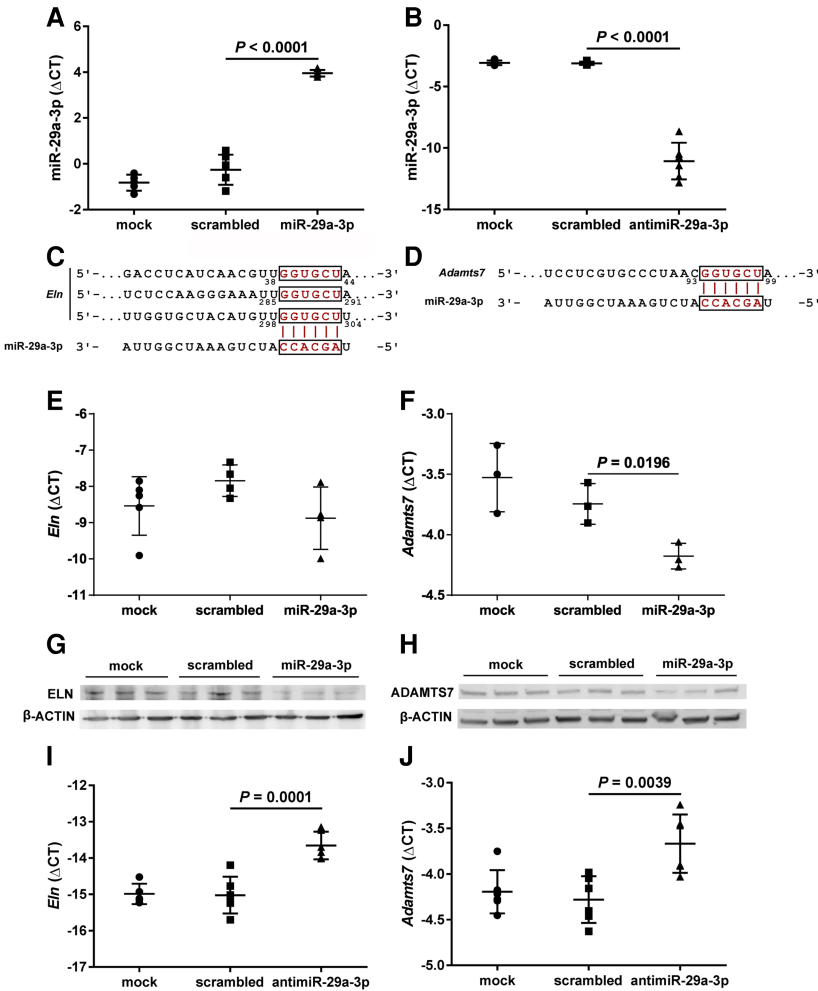 A
miR-29a-3p (ΔCT)
6
4
2
0
-2
P < 0.0001
mock scrambled miR-29a-3p
B
miR-29a-3p (ΔCT)
0
-5
-10
-15
P < 0.0001
mock scrambled antimiR-29a-3p
C
Eln
5'-...GACCUCAUCAACGUUGGUGCUA...-3'
38 44
5'-...UCUCCAAGGGAAAUUGGUGCUA...-3'
285 291
5'-...UUGGUGCUACAUGUUGGUGCUU...-3'
298 304
miR-29a-3p 3'- AUUGGCUAAAGUCUACCACGAU -5'
D
Adamts7 5'-...UCCUCGUGCCCUAACGGUGCUA...-3'
93 99
miR-29a-3p 3'- AUUGGCUAAAGUCUACCACGAU -5'
E
Eln (ΔCT)
-6
-7
-8
-9
-10
-11
mock scrambled miR-29a-3p
F
Adamts7 (ΔCT)
-3.0
-3.5
-4.0
-4.5
P = 0.0196
mock scrambled miR-29a-3p
G
mock scrambled miR-29a-3p
ELN
β-ACTIN
H
mock scrambled miR-29a-3p
ADAMTS7
β-ACTIN
I
Eln (ΔCT)
-12
-13
-14
-15
-16
-17
P = 0.0001
mock scrambled antimiR-29a-3p
J
Adamts7 (ΔCT)
-3.0
-3.5
-4.0
-4.5
-5.0
P = 0.0039
mock scrambled antimiR-29a-3p